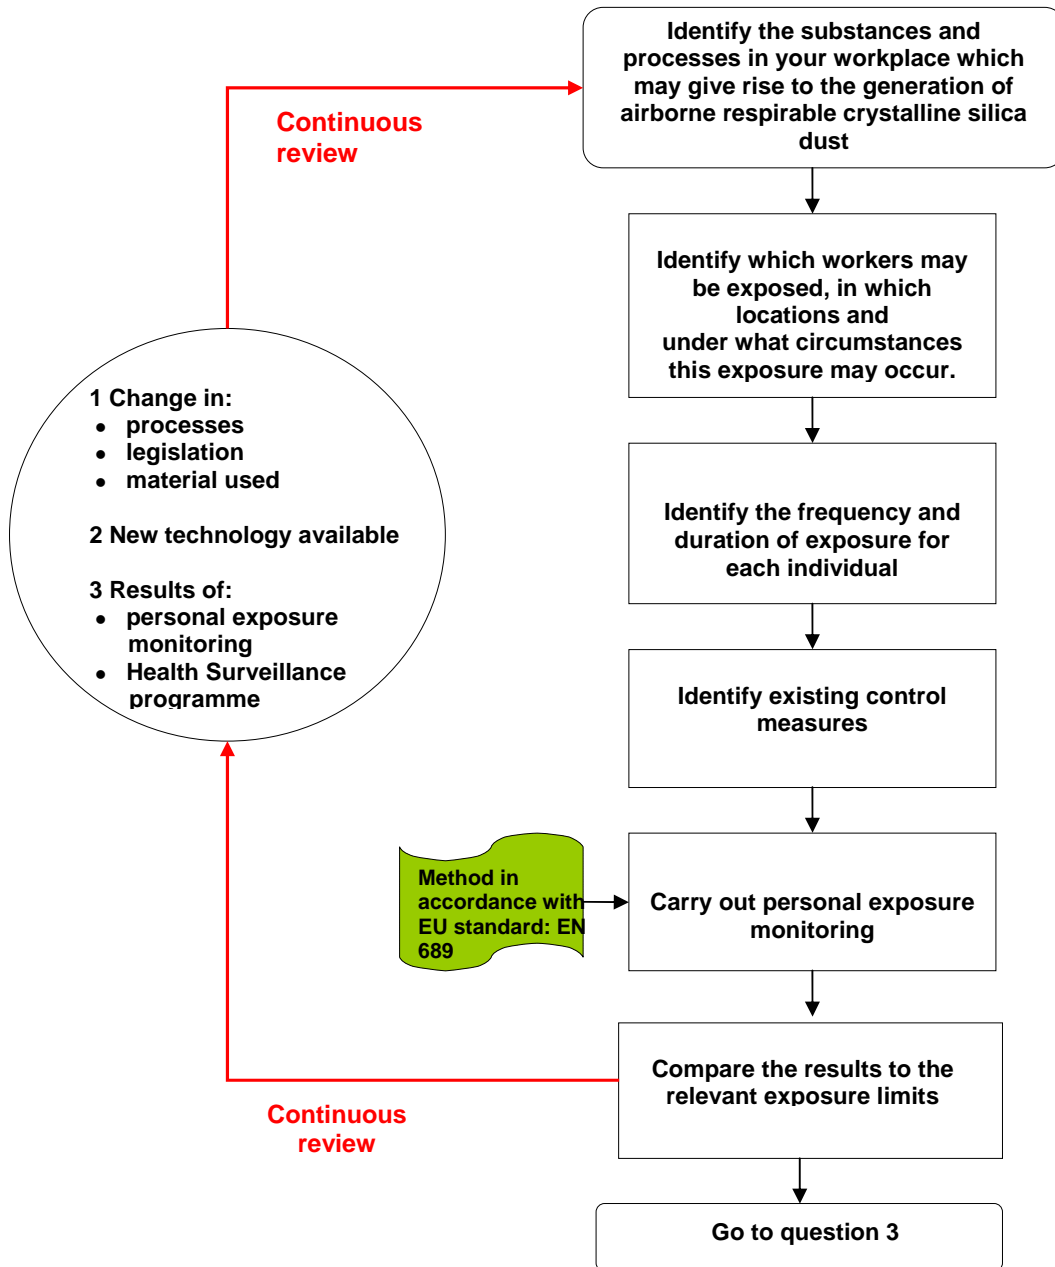 Identify the substances and
processes in your workplace which
may give rise to the generation of
airborne respirable crystalline silica
dust
Continuous
review
Identify which workers may
be exposed, in which
locations and
under what circumstances
this exposure may occur.
1 Change in:
• processes
• legislation
• material used
2 New technology available
3 Results of:
• personal exposure
monitoring
• Health Surveillance
programme
Identify the frequency and
duration of exposure for
each individual
Identify existing control
measures
Method in
accordance with
EU standard: EN
689
Carry out personal exposure
monitoring
Compare the results to the
relevant exposure limits
Continuous
review
Go to question 3